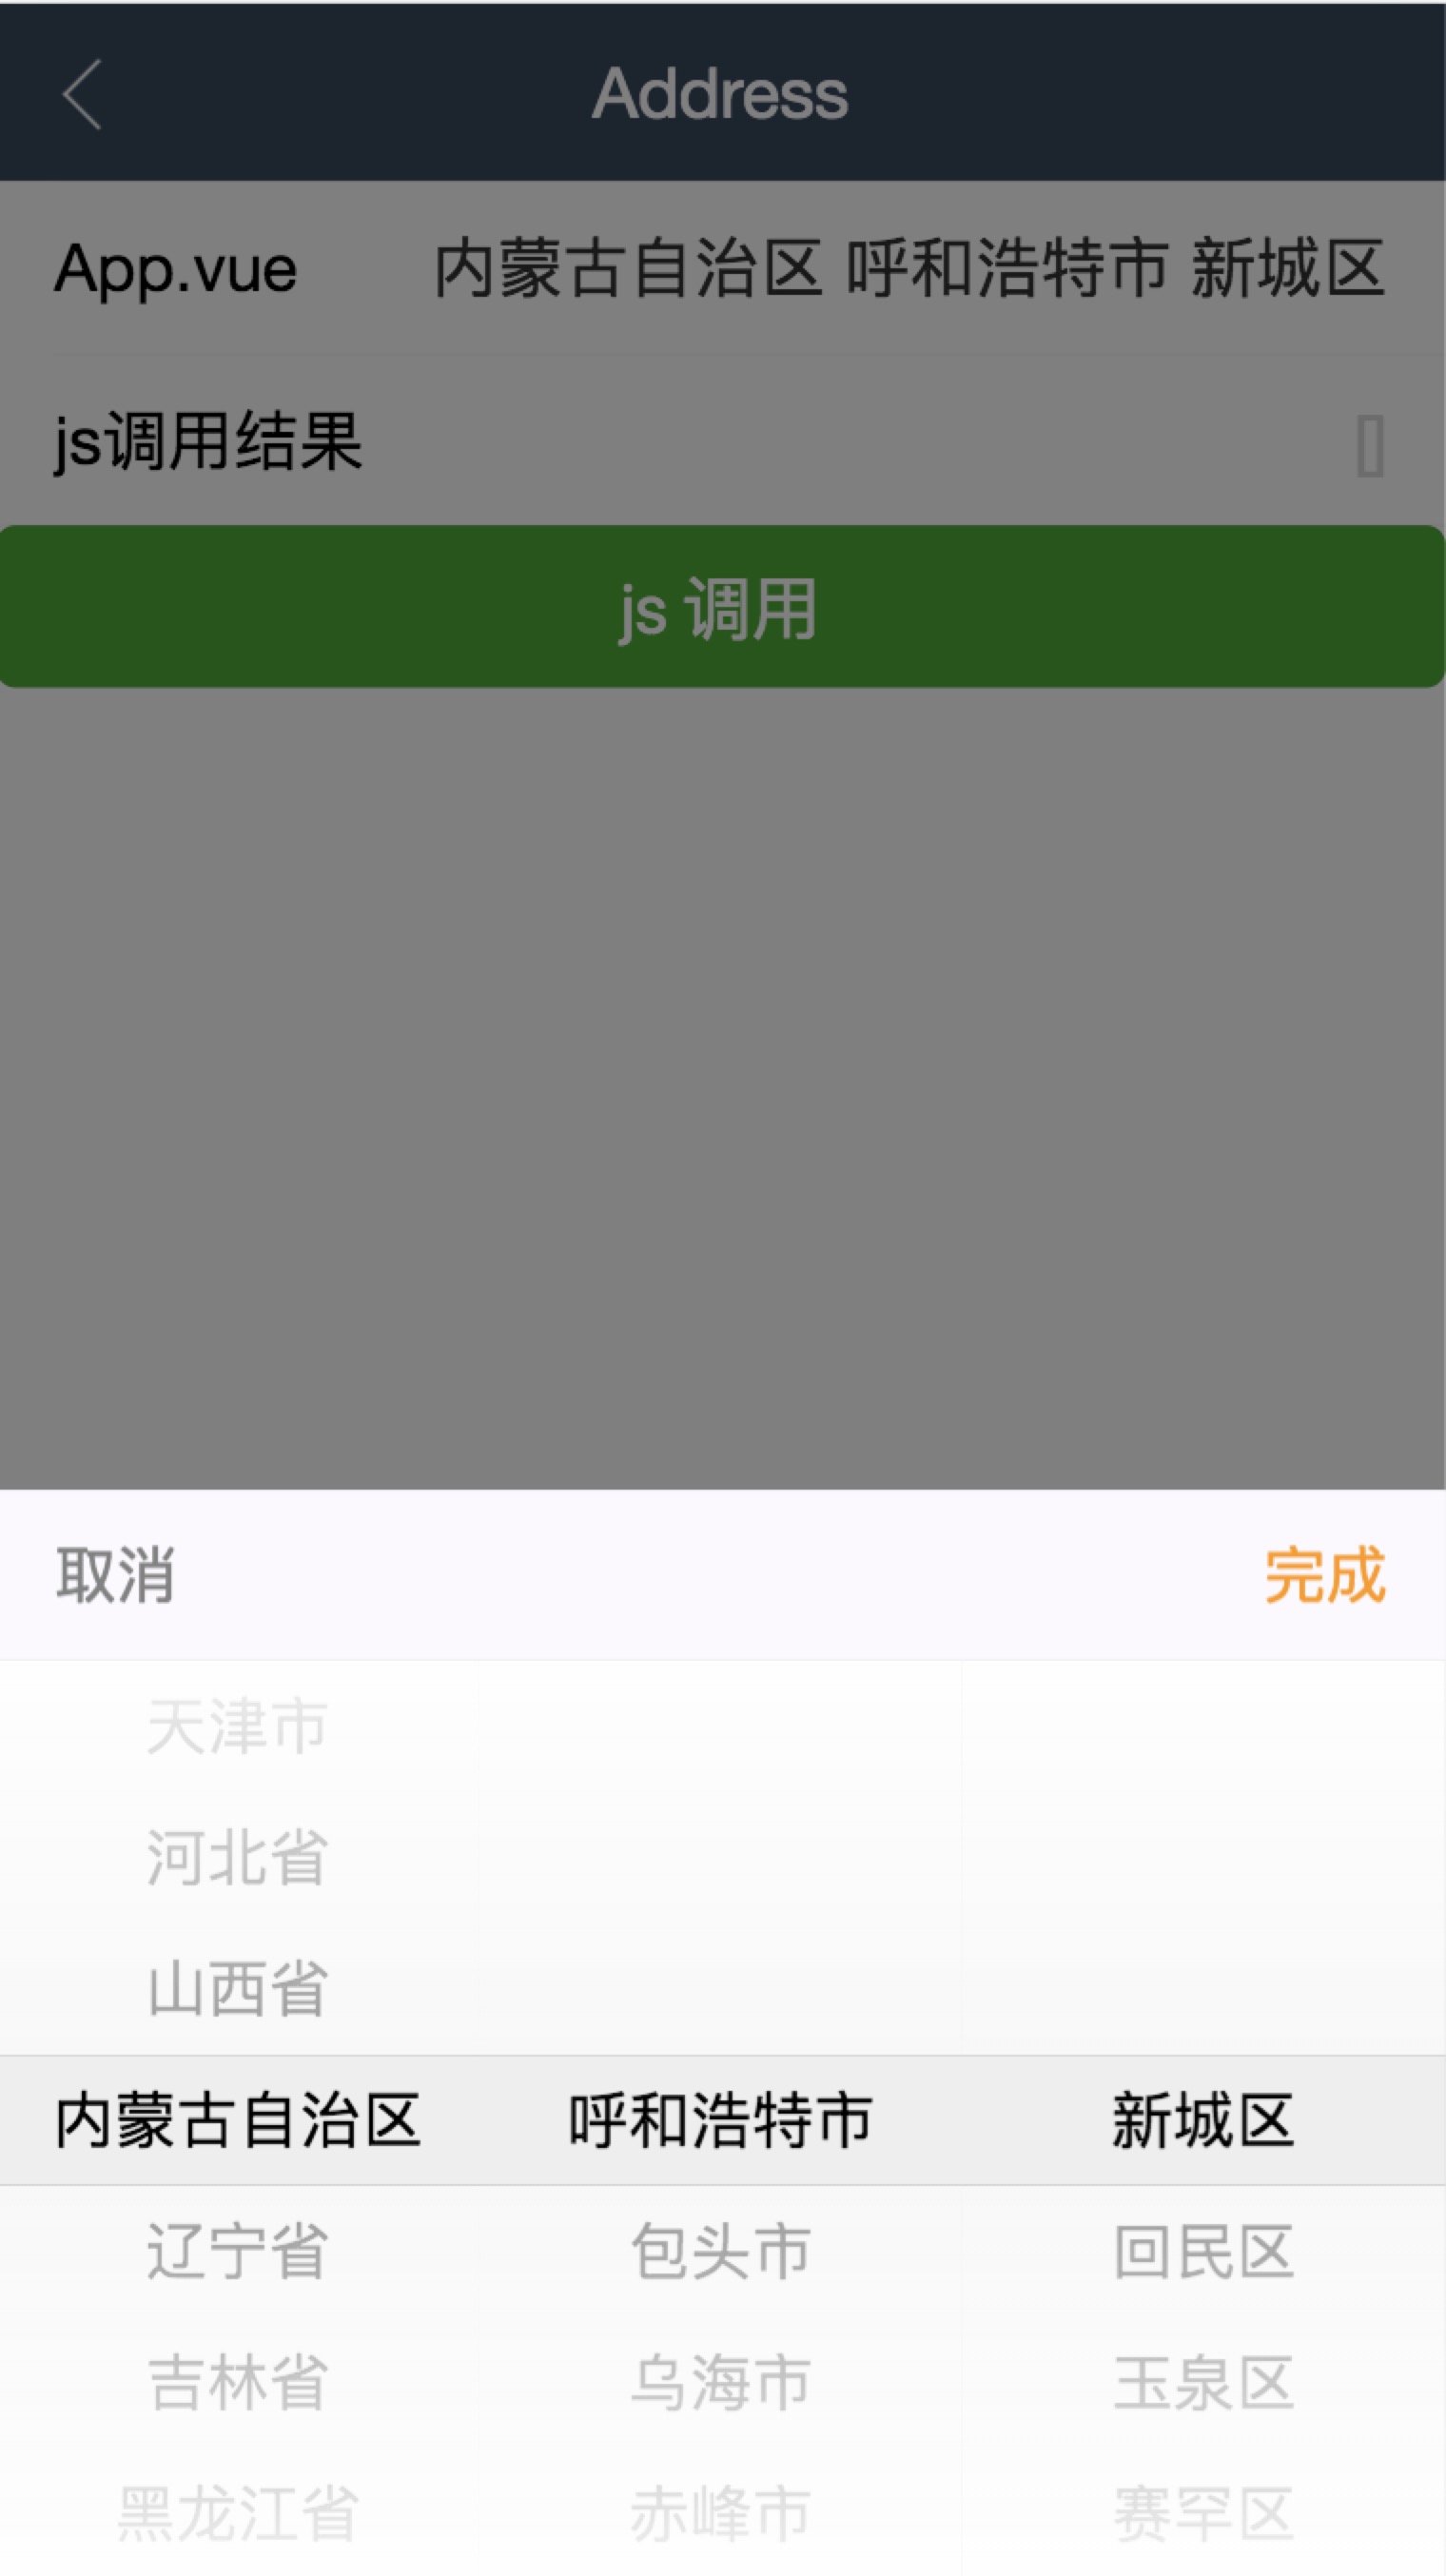 Address
App.vue 内蒙古自治区 呼和浩特市 新城区
js调用结果 []
js 调用
取消 完成
天津市
河北省
山西省
内蒙古自治区 呼和浩特市 新城区
辽宁省 包头市 回民区
吉林省 乌海市 玉泉区
黑龙江省 赤峰市 赛罕区